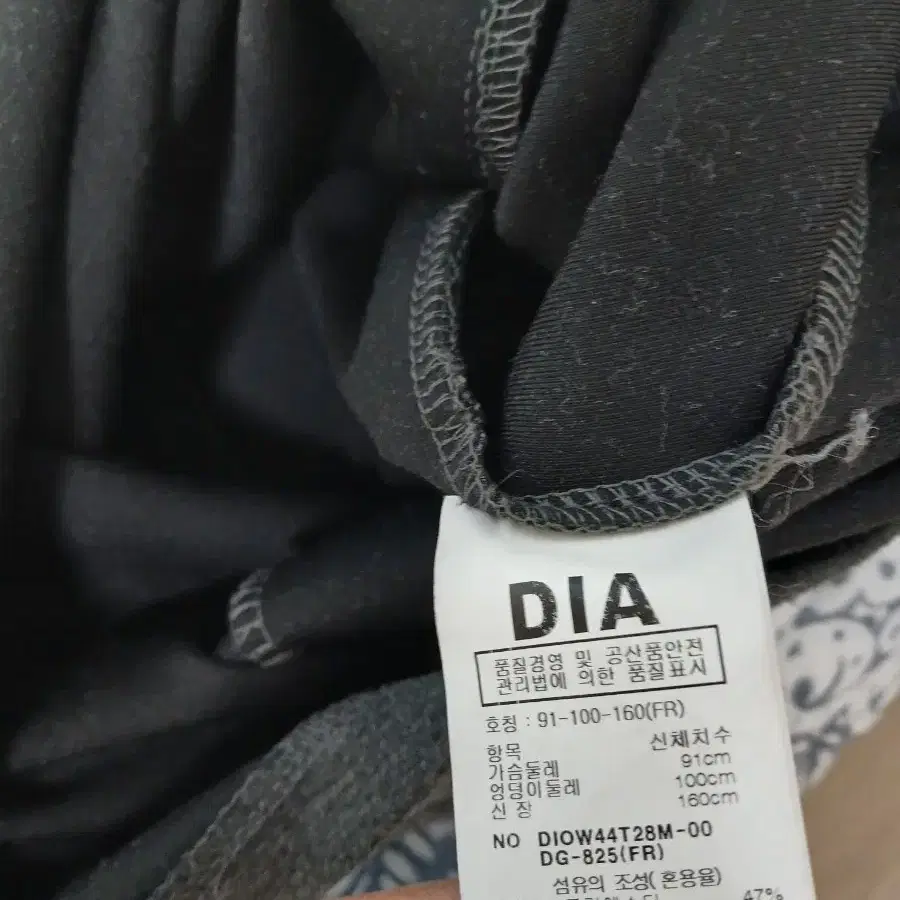 DIA
품질경영 및 공산품안전
관리법에 의한 품질표시
호칭 : 91-100-160(FR)
항목 신체치수
가슴둘레 91cm
엉덩이둘레 100cm
신 장 160cm
NO DIOW44T28M-00
DG-825(FR)
섬유의 조성( 혼용율)
47%